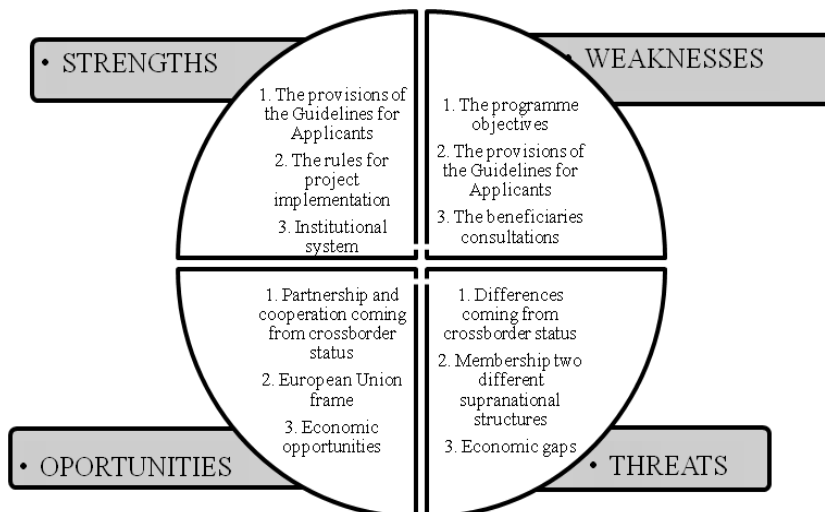 • STRENGTHS
1. The provisions of
the Guidelines for
Applicants
2. The rules for
project
implementation
3. Institutional
system
• WEAKNESSES
1. The programme
objectives
2. The provisions of
the Guidelines for
Applicants
3. The beneficiaries
consultations
1. Partnership and
cooperation coming
from crossborder
status
2. European Union
frame
3. Economic
opportunities
• OPORTUNITIES
1. Differences
coming from
crossborder status
2. Membership two
different
supranational
structures
3. Economic gaps
• THREATS